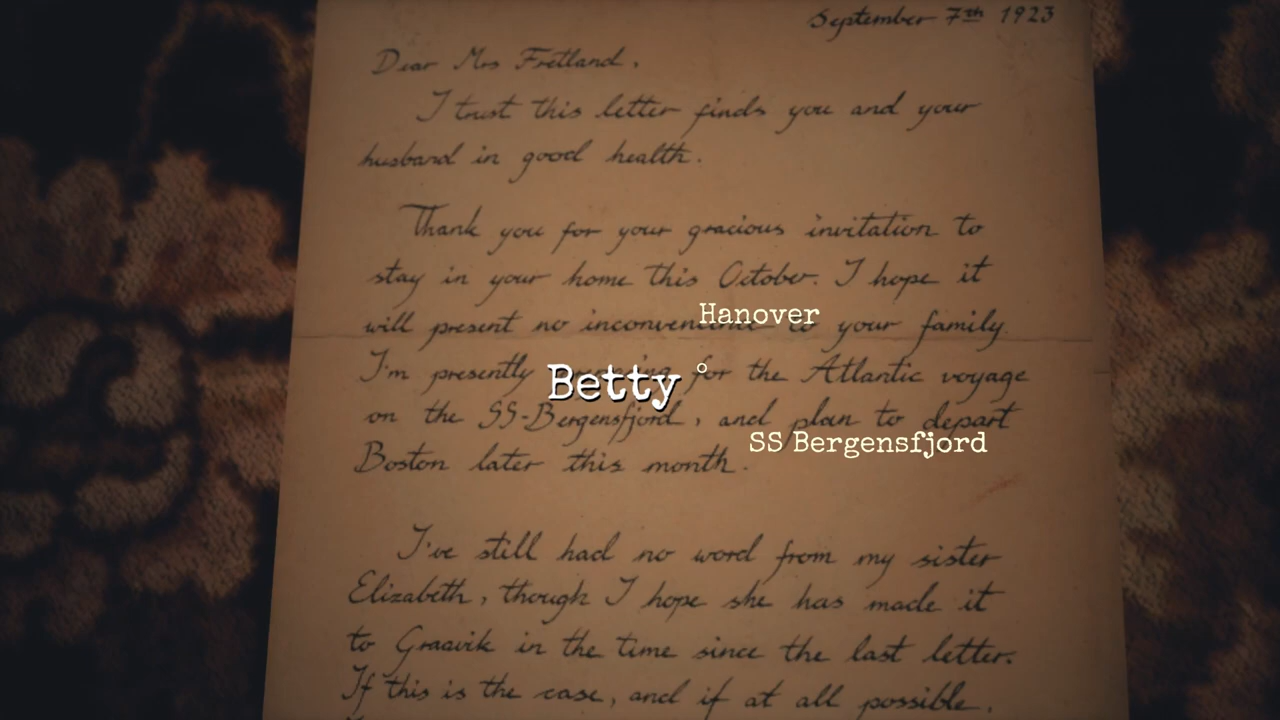 September 7th 1923
Dear Mrs Fretland,
I trust this letter finds you and your
husband in good health.
Thank you for your gracious invitation to
stay in your home this October. I hope it
Hanover
will present no to your family.
I'm presently for the Atlantic voyage
Betty
on the SS-Bergensfjord, and plan to depart
SS Bergensfjord
Boston later this month.
I've still had no word from my sister
Elizabeth, though I hope she has made it
to Graavik in the time since the last letter.
If this is the case, and if at all possible,